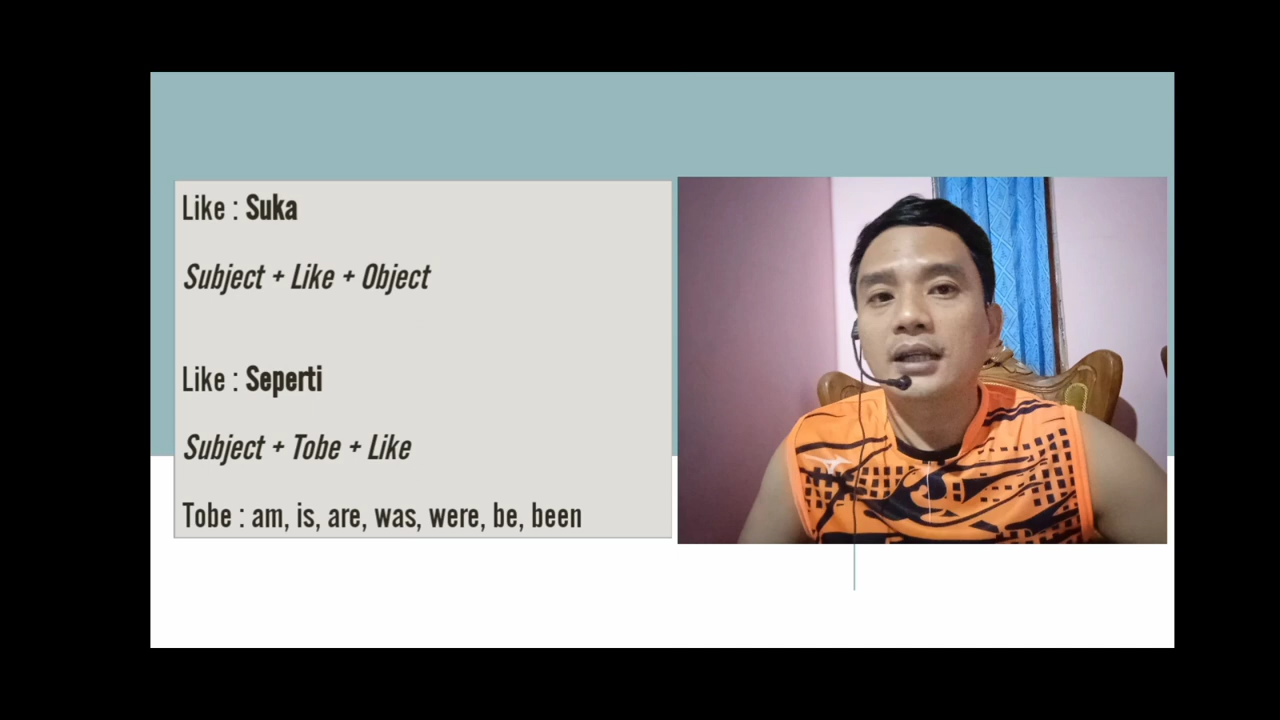 Like : Suka
Subject + Like + Object
Like : Seperti
Subject + Tobe + Like
Tobe : am, is, are, was, were, be, been